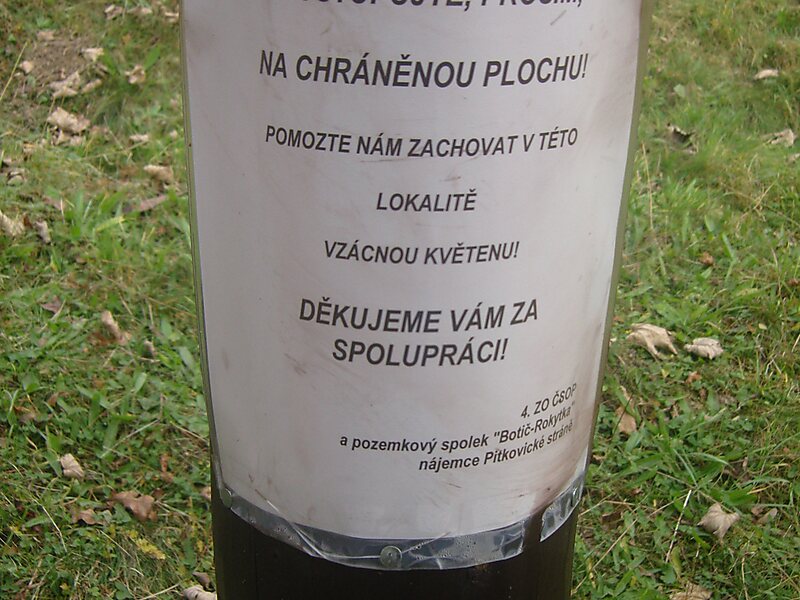 NA CHRÁNĚNOU PLOCHU!
POMOZTE NÁM ZACHOVAT V TÉTO
LOKALITĚ
VZÁCNOU KVĚTENU!
DĚKUJEME VÁM ZA
SPOLUPRÁCI!
4. ZO ČSOP
a pozemkový spolek "Botič-Rokytka"
nájemce Pitkovické stráně